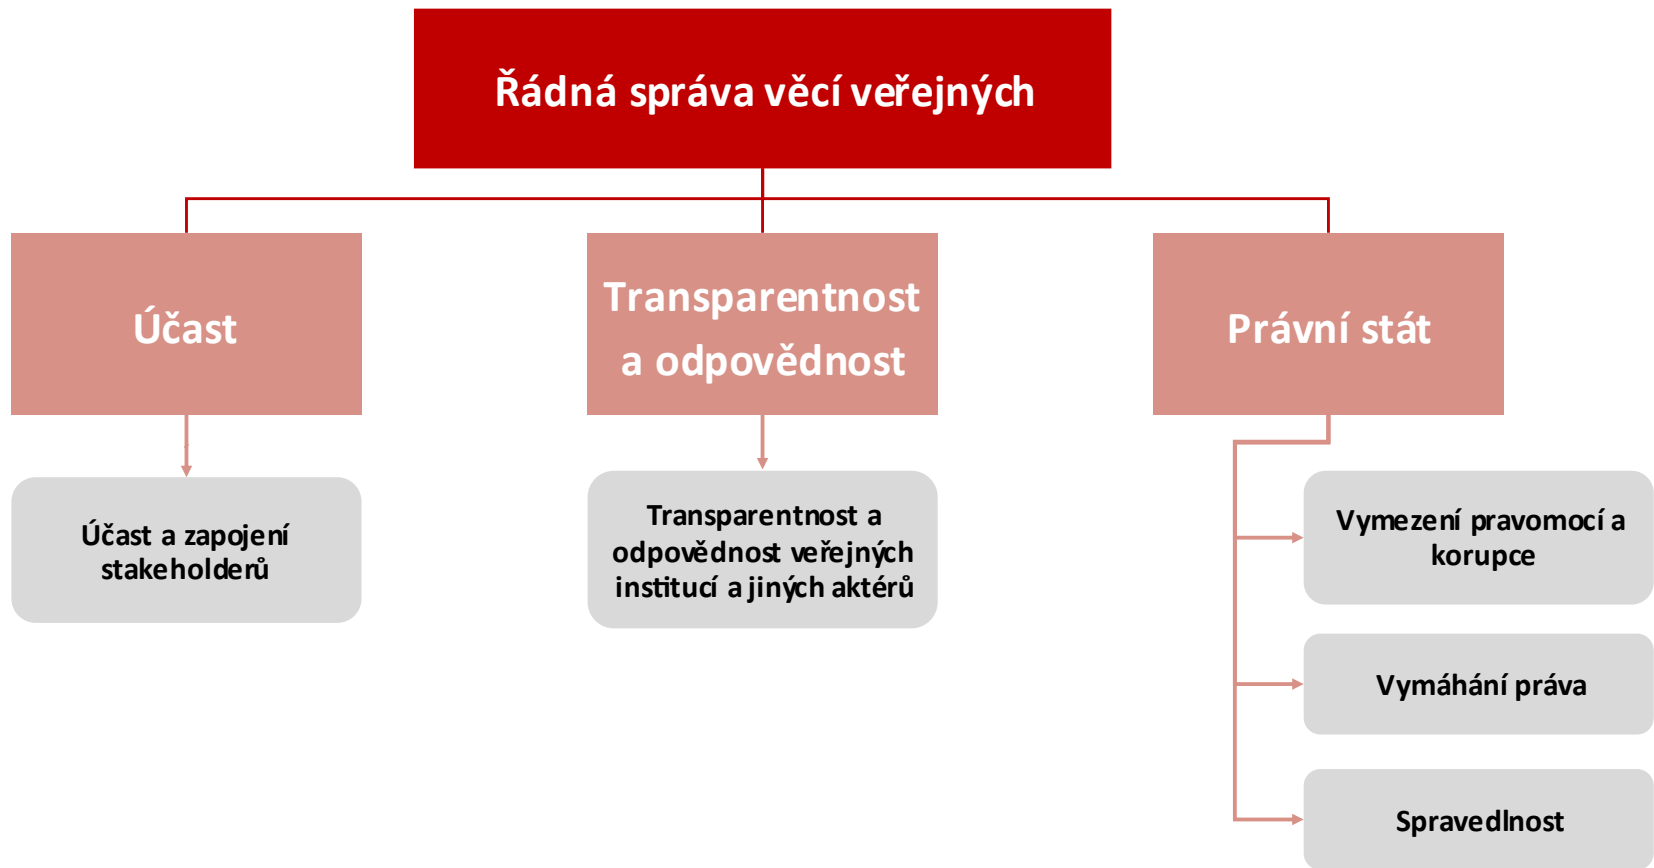 Řádná správa věcí veřejných
Účast
Transparentnost
a odpovědnost
Právní stát
Účast a zapojení
stakeholderů
Transparentnost a
odpovědnost veřejných
institucí a jiných aktérů
Vymezení pravomocí a
korupce
Vymáhání práva
Spravedlnost